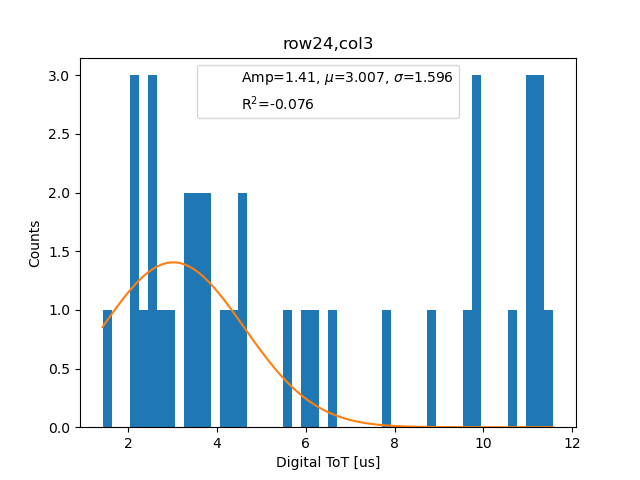 row24,col3
Amp=1.41, μ=3.007, σ=1.596
R²=-0.076
3.0
2.5
2.0
1.5
1.0
0.5
0.0
Counts
2 4 6 8 10 12
Digital ToT [us]